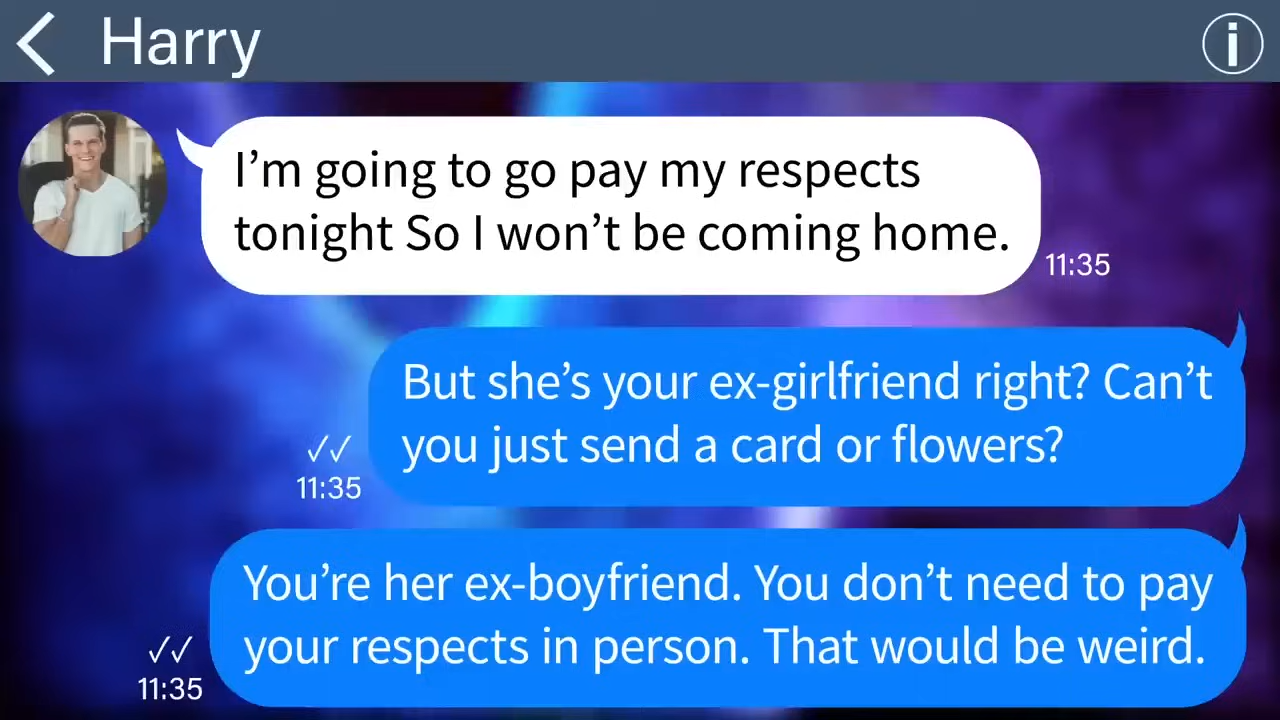 Harry
I’m going to go pay my respects
tonight So I won’t be coming home.
11:35
But she’s your ex-girlfriend right? Can’t
you just send a card or flowers?
11:35
You’re her ex-boyfriend. You don’t need to pay
your respects in person. That would be weird.
11:35